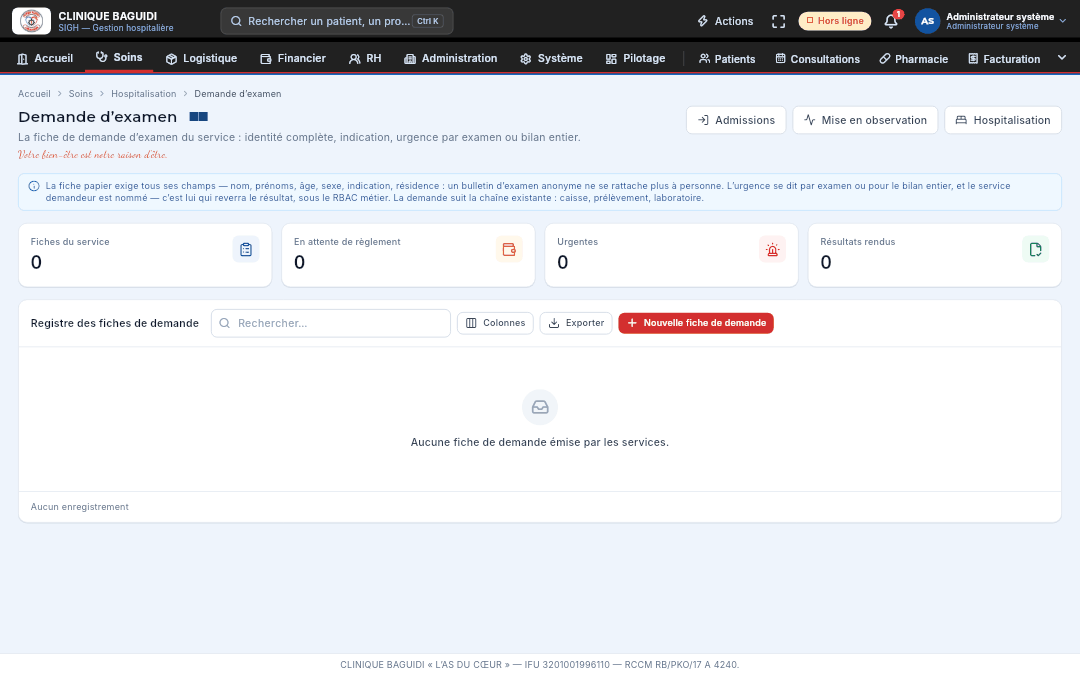 CLINIQUE BAGUIDI
SIGH — Gestion hospitalière
Rechercher un patient, un pro... Ctrl K
Actions
Hors ligne
1
AS
Administrateur système
Administrateur système
Accueil Soins Logistique Financier RH Administration Système Pilotage Patients Consultations Pharmacie Facturation
Accueil > Soins > Hospitalisation > Demande d'examen
Demande d'examen
La fiche de demande d'examen du service : identité complète, indication, urgence par examen ou bilan entier.
Votre bien-être est notre raison d'être.
Admissions Mise en observation Hospitalisation
La fiche papier exige tous ses champs — nom, prénoms, âge, sexe, indication, résidence : un bulletin d'examen anonyme ne se rattache plus à personne. L'urgence se dit par examen ou pour le bilan entier, et le service
demandeur est nommé — c'est lui qui reverra le résultat, sous le RBAC métier. La demande suit la chaîne existante : caisse, prélèvement, laboratoire.
Fiches du service
0
En attente de règlement
0
Urgentes
0
Résultats rendus
0
Registre des fiches de demande Rechercher... Colonnes Exporter Nouvelle fiche de demande
Aucune fiche de demande émise par les services.
Aucun enregistrement
CLINIQUE BAGUIDI « L'AS DU CŒUR » — IFU 3201001996110 — RCCM RB/PKO/17 A 4240.